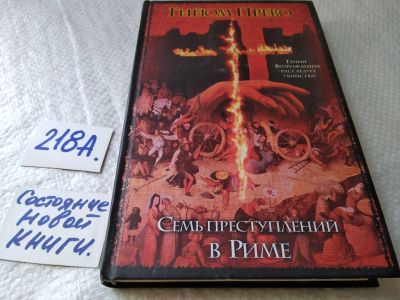 ГИЙОМ ПРЕВО
ГЕНИЙ
ВОЗРОЖДЕНИЯ
РАССЛЕДУЕТ
УБИЙСТВА!
СЕМЬ ПРЕСТУПЛЕНИЙ
В РИМЕ
218А.
Состояние
новой
книги.